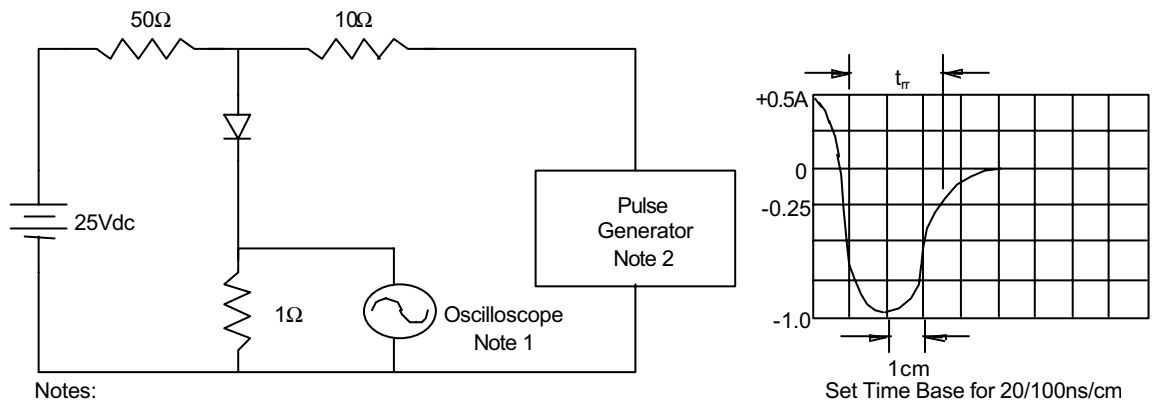 50Ω
10Ω
25Vdc
1Ω
Oscilloscope
Note 1
Pulse
Generator
Note 2
Notes:
trr
+0.5A
0
-0.25
-1.0
1cm
Set Time Base for 20/100ns/cm